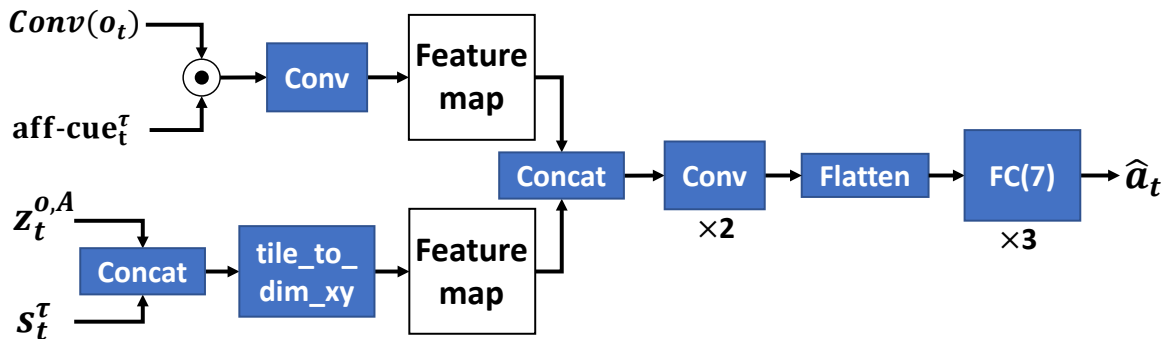 Conv(o_t)
aff-cue_t^τ
Conv
Feature
map
Concat
Conv
×2
Flatten
FC(7)
×3
â_t
z_t^{o,A}
s_t^τ
Concat
tile_to_
dim_xy
Feature
map